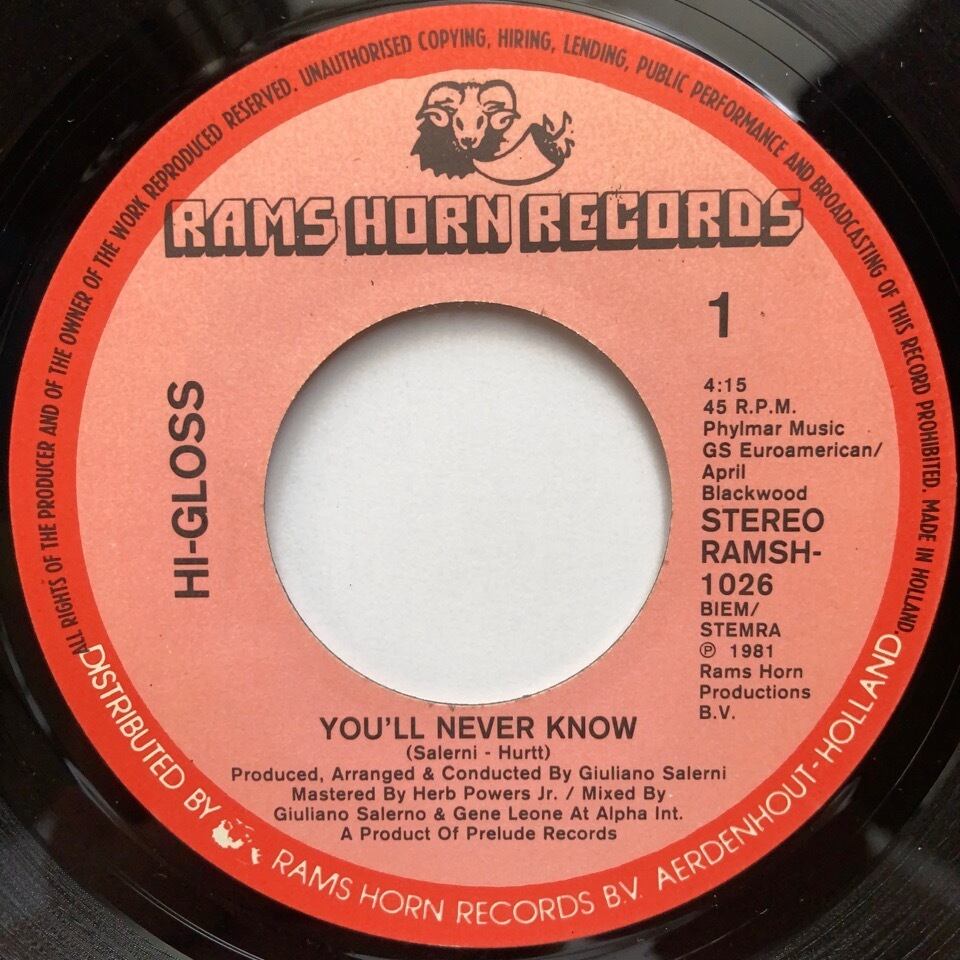 ALL RIGHTS OF THE PRODUCER AND OF THE OWNER OF THE WORK REPRODUCED RESERVED. UNAUTHORISED COPYING, HIRING, LENDING, PUBLIC PERFORMANCE AND BROADCASTING OF THIS RECORD PROHIBITED. MADE IN HOLLAND.
RAMS HORN RECORDS
HI-GLOSS
1
4:15
45 R.P.M.
Phylmar Music
GS Euroamerican/
April
Blackwood
STEREO
RAMSH-
1026
BIEM/
STEMRA
℗ 1981
Rams Horn
Productions
B.V.
YOU'LL NEVER KNOW
(Salerni - Hurtt)
Produced, Arranged & Conducted By Giuliano Salerni
Mastered By Herb Powers Jr. / Mixed By
Giuliano Salerno & Gene Leone At Alpha Int.
A Product Of Prelude Records
DISTRIBUTED BY RAMS HORN RECORDS B.V. AERDENHOUT-HOLLAND